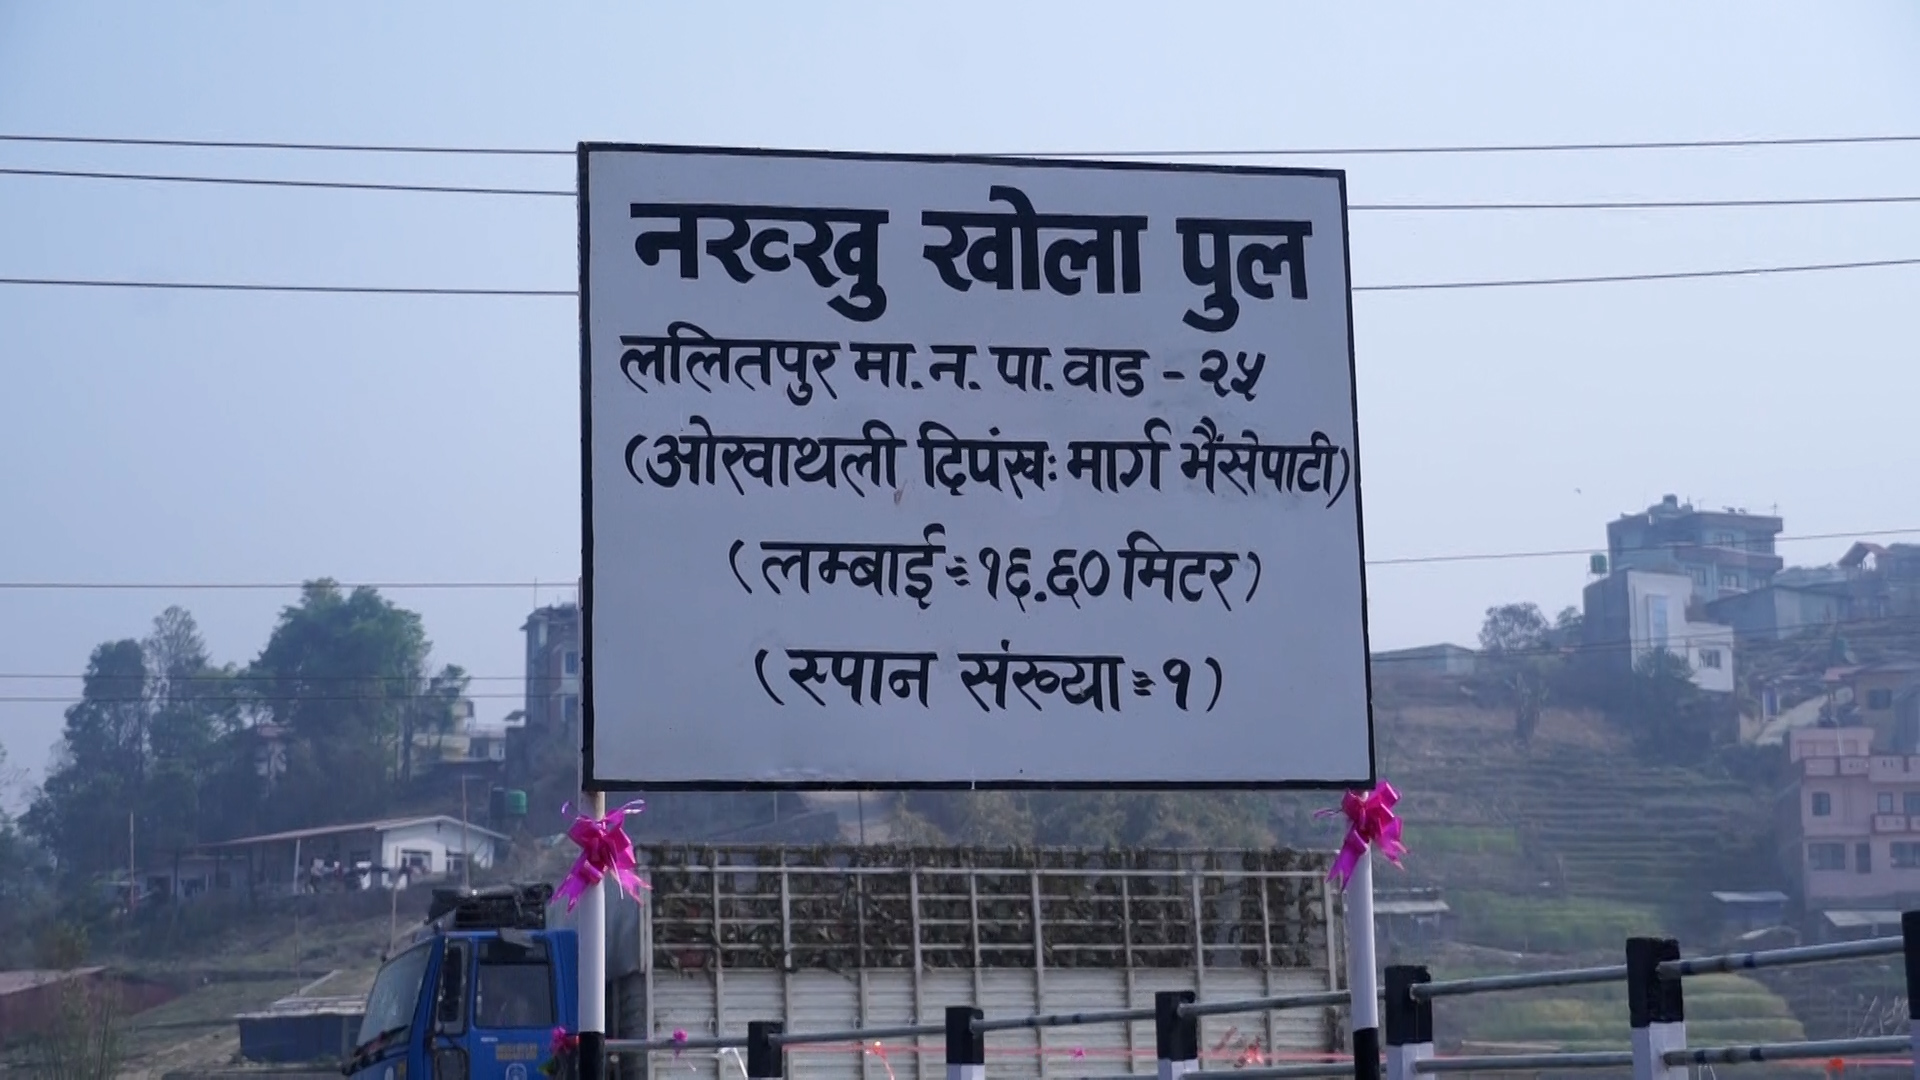 नख्खु खोला पुल
ललितपुर मा.न.पा.वाड - २५
(ओखाथली दिपंखः मार्ग भैंसेपाटी)
(लम्बाई=१६.६० मिटर)
(स्पान संख्या=१)